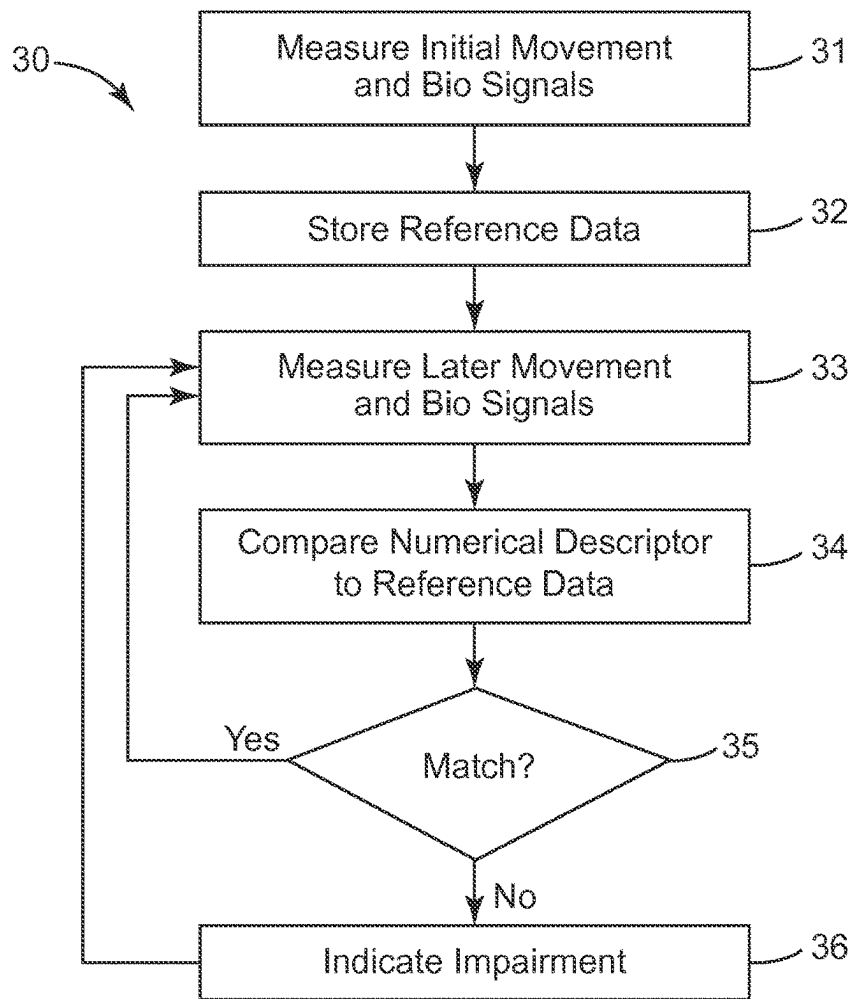 30
Measure Initial Movement
and Bio Signals
31
Store Reference Data
32
Measure Later Movement
and Bio Signals
33
Compare Numerical Descriptor
to Reference Data
34
Yes
Match?
35
No
Indicate Impairment
36